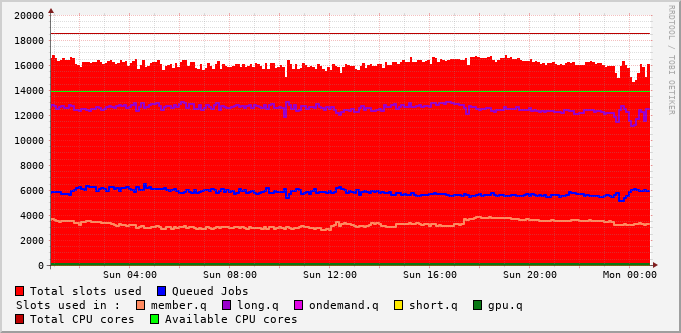 20000
18000
16000
14000
12000
10000
8000
6000
4000
2000
0
Sun 04:00 Sun 08:00 Sun 12:00 Sun 16:00 Sun 20:00 Mon 00:00
Total slots used Queued Jobs
Slots used in : member.q long.q ondemand.q short.q gpu.q
Total CPU cores Available CPU cores
RRDTOOL / TOBI OETIKER